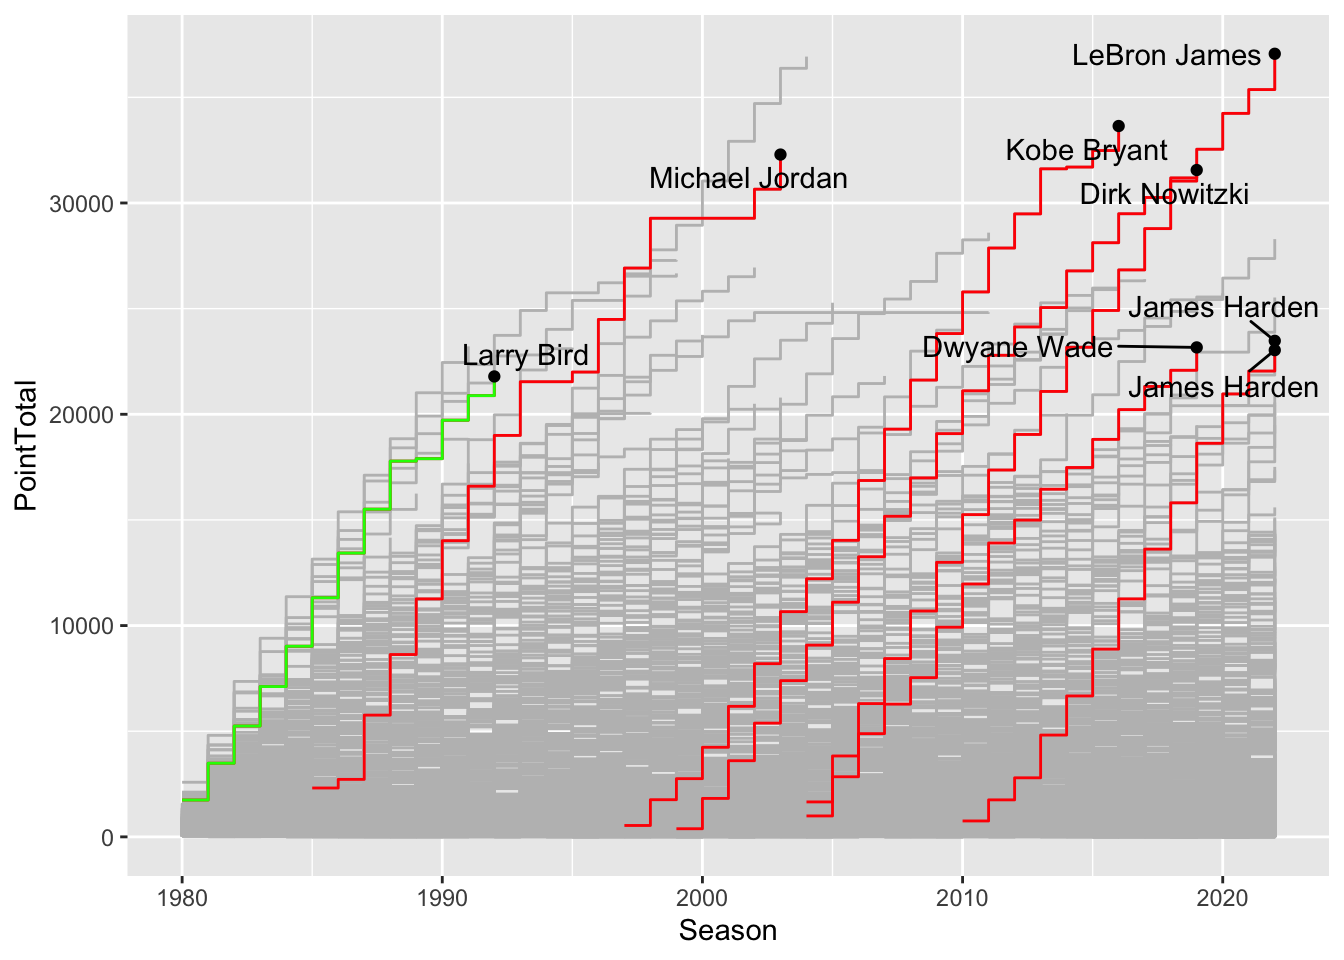 LeBron James
Kobe Bryant
Michael Jordan
Dirk Nowitzki
30000
James Harden
Dwyane Wade
Larry Bird
James Harden
20000
PointTotal
10000
0
1980
1990
2000
2010
2020
Season